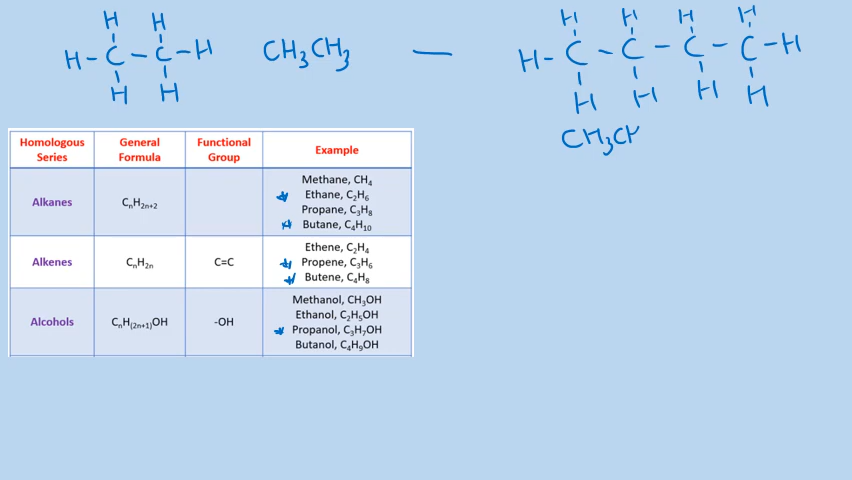 H H
H-C-C-H CH₃CH₃ —
H H
H H H H
H-C-C-C-C-H
H H H H
CH₃CH
Homologous Series General Formula Functional Group Example
Alkanes CₙH₂ₙ₊₂
Methane, CH₄
Ethane, C₂H₆
Propane, C₃H₈
Butane, C₄H₁₀
Alkenes CₙH₂ₙ C=C
Ethene, C₂H₄
Propene, C₃H₆
Butene, C₄H₈
Alcohols CₙH₍₂ₙ₊₁₎OH -OH
Methanol, CH₃OH
Ethanol, C₂H₅OH
Propanol, C₃H₇OH
Butanol, C₄H₉OH